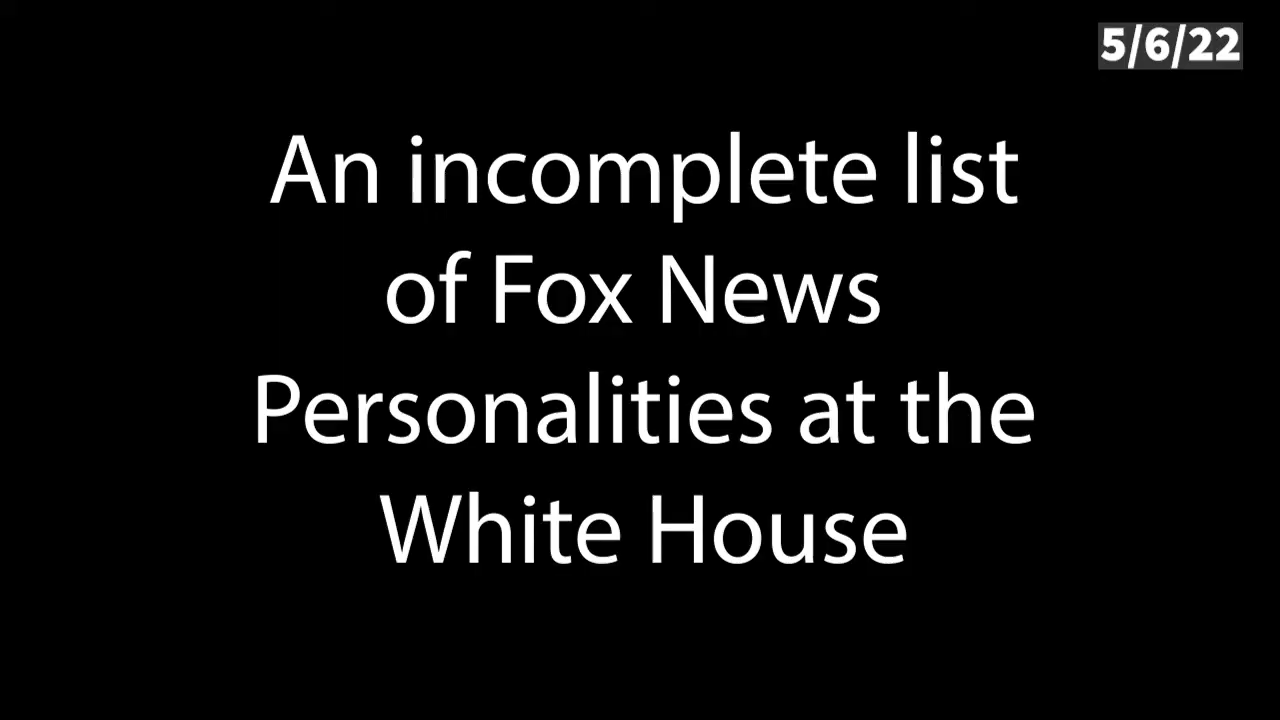 5/6/22
An incomplete list
of Fox News
Personalities at the
White House